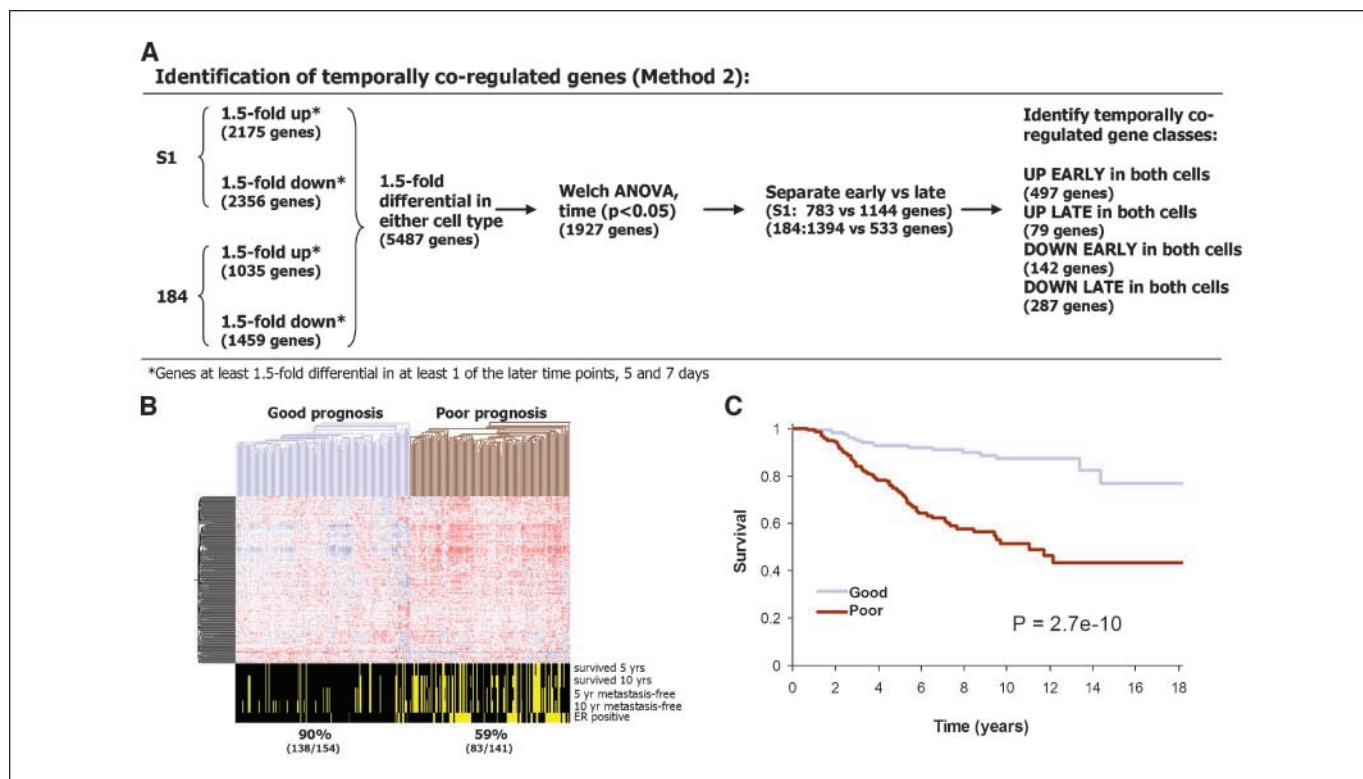 A
Identification of temporally co-regulated genes (Method 2):
S1
1.5-fold up*
(2175 genes)
1.5-fold down*
(2356 genes)
184
1.5-fold up*
(1035 genes)
1.5-fold down*
(1459 genes)
1.5-fold
differential in
either cell type
(5487 genes)
Welch ANOVA,
time (p<0.05)
(1927 genes)
Separate early vs late
(S1: 783 vs 1144 genes)
(184:1394 vs 533 genes)
Identify temporally co-
regulated gene classes:
UP EARLY in both cells
(497 genes)
UP LATE in both cells
(79 genes)
DOWN EARLY in both cells
(142 genes)
DOWN LATE in both cells
(287 genes)
*Genes at least 1.5-fold differential in at least 1 of the later time points, 5 and 7 days
B
Good prognosis Poor prognosis
survived 5 yrs
survived 10 yrs
5 yr metastasis-free
10 yr metastasis-free
ER positive
90% 59%
(138/154) (83/141)
C
Survival
1
0.8
0.6
0.4
0.2
0
Good
Poor
P = 2.7e-10
0 2 4 6 8 10 12 14 16 18
Time (years)